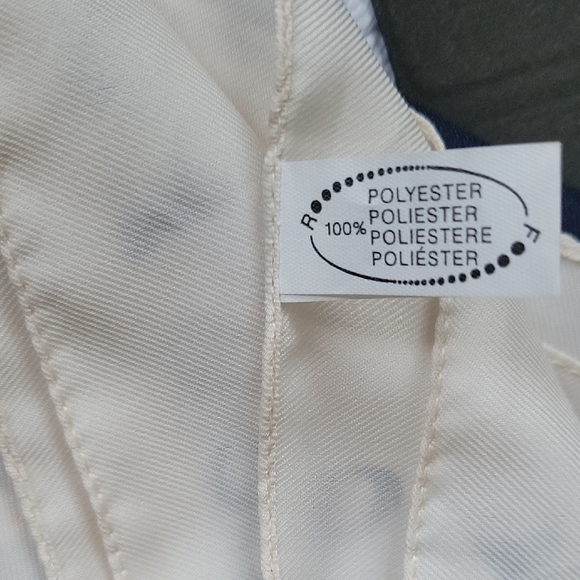 R
POLYESTER
POLIESTER
100%
POLIESTERE
POLIÉSTER
F